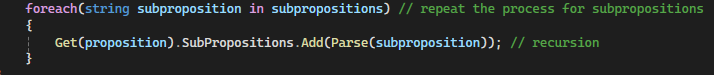 foreach(string subproposition in subpropositions) // repeat the process for subpropositions
{
Get(proposition).SubPropositions.Add(Parse(subproposition)); // recursion
}